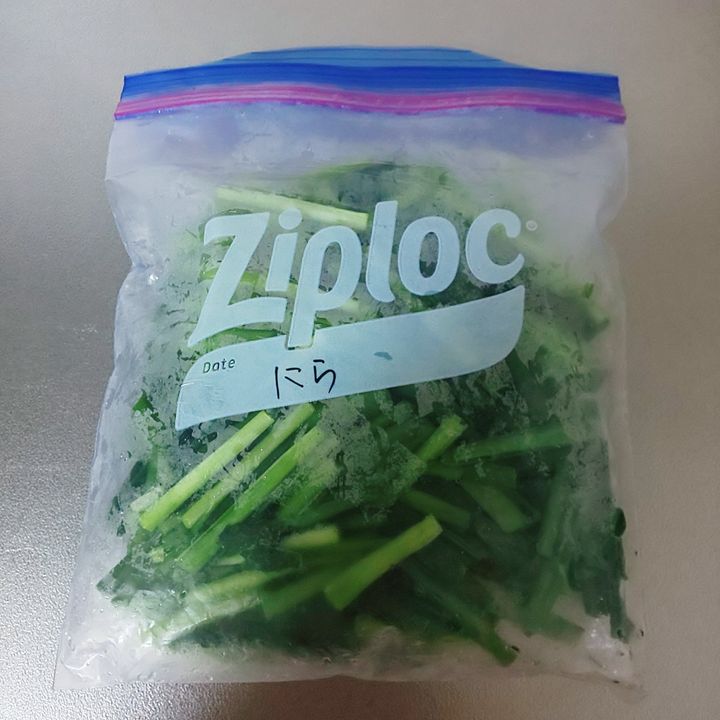 Ziploc®
Date
にら